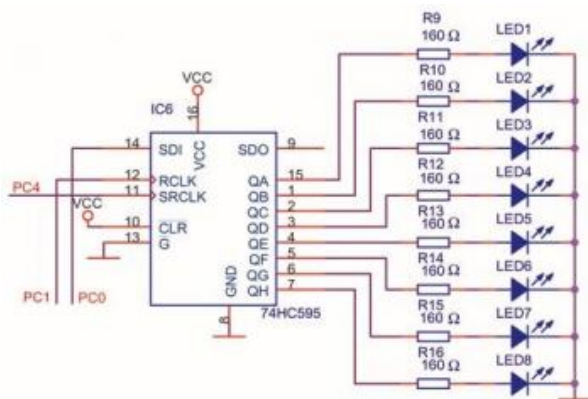 R9
160 Ω
LED1
R10
160 Ω
LED2
R11
160 Ω
LED3
R12
160 Ω
LED4
R13
160 Ω
LED5
R14
160 Ω
LED6
R15
160 Ω
LED7
R16
160 Ω
LED8
VCC
IC6
16
VCC
14 SDI
SDO 9
12 RCLK
QA 15
PC4
11 SRCLK
QB 1
QC 2
VCC
10 CLR
QD 3
13 G
QE 4
QF 5
QG 6
QH 7
GND
8
74HC595
PC1
PC0